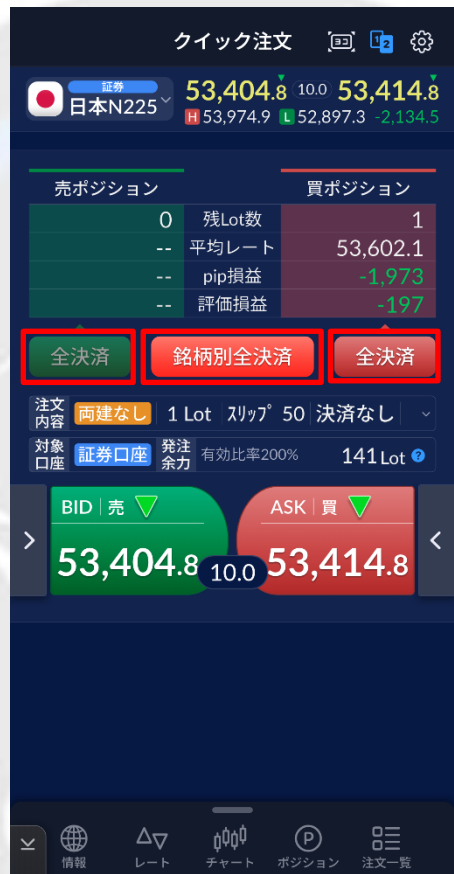 クイック注文
証券
日本N225
53,404.8 10.0 53,414.8
H 53,974.9 L 52,897.3 -2,134.5
売ポジション 買ポジション
0 残Lot数 1
-- 平均レート 53,602.1
-- pip損益 -1,973
-- 評価損益 -197
全決済 銘柄別全決済 全決済
注文内容 両建なし 1 Lot ｽﾘｯﾌﾟ 50 決済なし
対象口座 証券口座 発注余力 有効比率200% 141 Lot ?
BID 売 ASK 買
53,404.8 10.0 53,414.8
情報 レート チャート ポジション 注文一覧